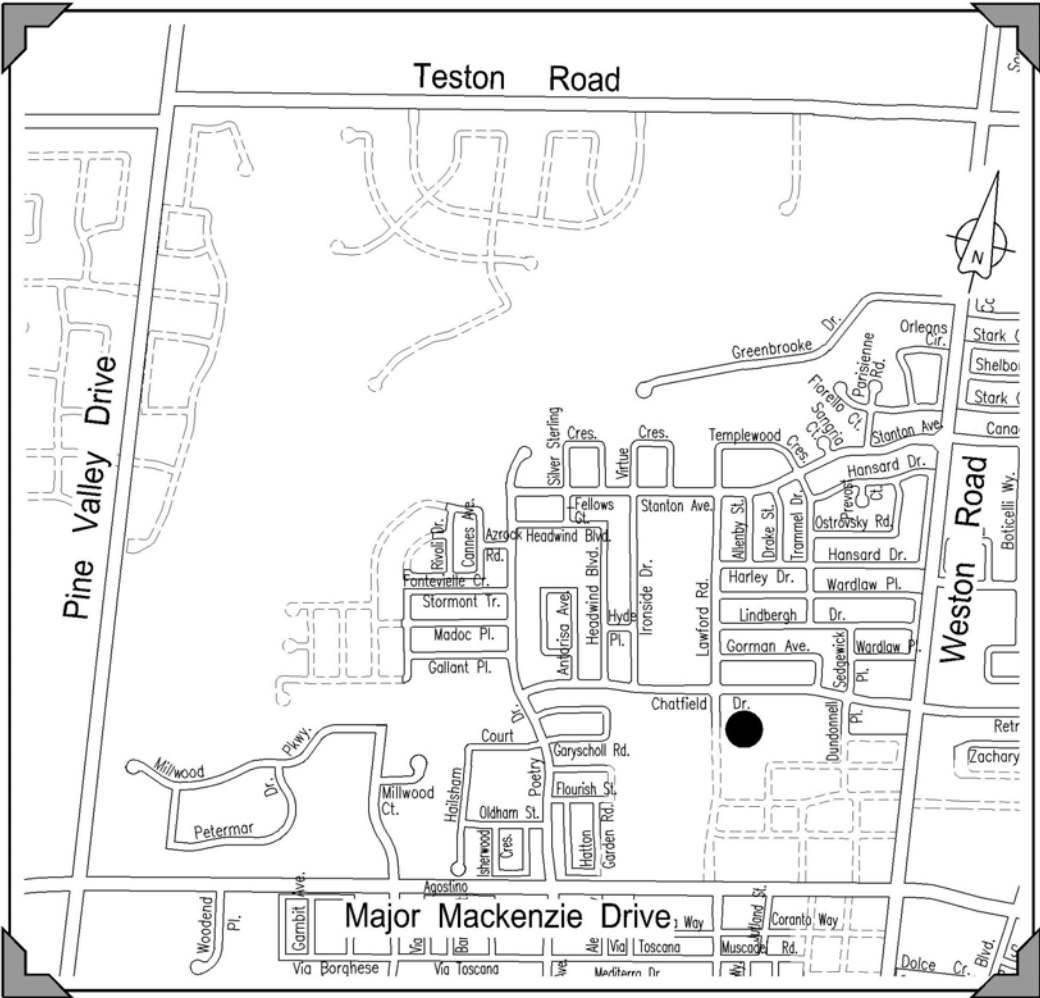 Teston Road
Pine Valley Drive
Weston Road
Major Mackenzie Drive
N
Greenbrooke Dr.
Orleans Cir.
Parisienne Rd.
Fiorello Ct.
Sangria Ct.
Stanton Ave.
Stark
Stark
Silver Sterling Cres.
Virtue Cres.
Templewood Cres.
Hansard Dr.
Prevost Ct.
Ostrovsky Rd.
Hansard Dr.
Boticelli Wy.
Fellows Gt.
Stanton Ave.
Allenby St.
Drake St.
Trammel Dr.
Rivoli Dr.
Cannes Ave.
Azrock Rd.
Headwind Blvd.
Headwind Blvd.
Ironside Dr.
Lawford Rd.
Harley Dr.
Wardlaw Pl.
Fontevielle Cr.
Stormont Tr.
Antarisa Ave.
Hyde Pl.
Lindbergh Dr.
Madoc Pl.
Gorman Ave.
Sedgewick Pl.
Wardlaw Pl.
Gallant Pl.
Chatfield Dr.
Dundonnell Pl.
Zachary
Poetry Dr.
Court
Garyscholl Rd.
Millwood Pkwy.
Millwood Ct.
Petermar Dr.
Hailsham
Flourish St.
Oldham St.
Isherwood Cres.
Hatton Garden Rd.
Agostino
Woodend Pl.
Gambit Ave.
Via
Via Borghese
Via Toscana
Via Toscana
Way
Coranto Way
Muscade Rd.
Mediterra Dr.
Dolce Cr.
Blvd.